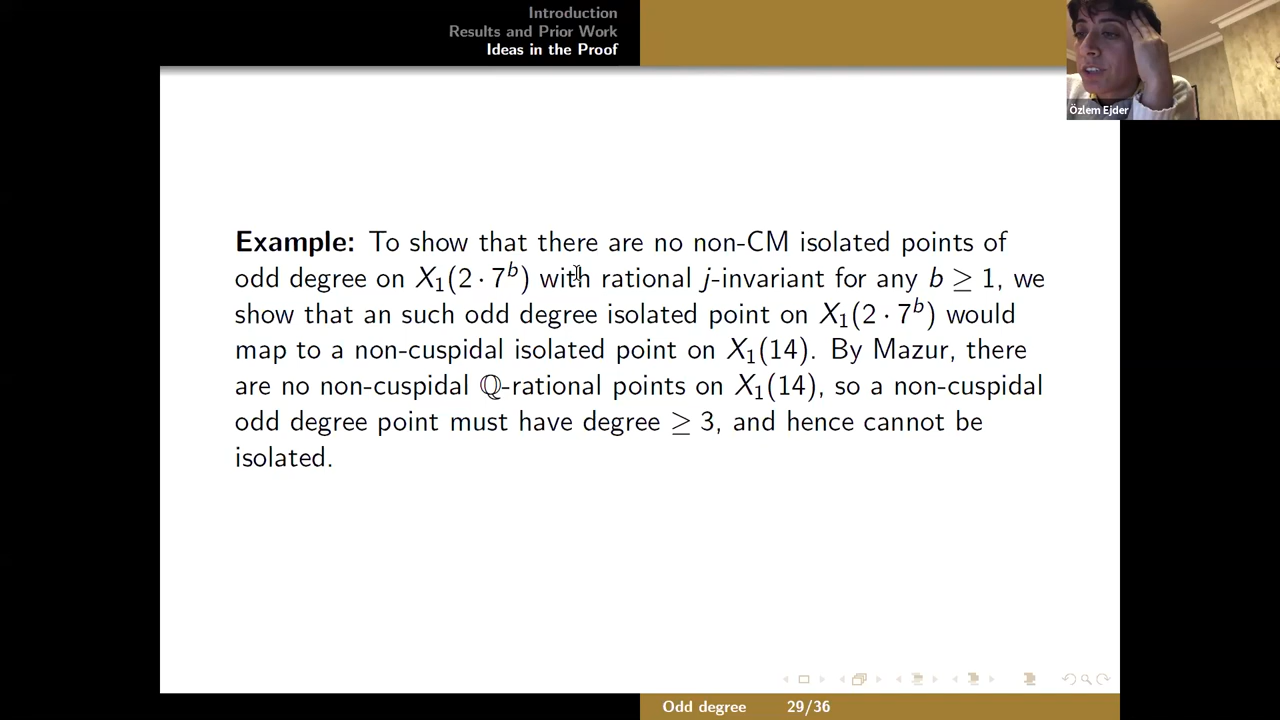 Introduction
Results and Prior Work
Ideas in the Proof
Özlem Ejder
Example: To show that there are no non-CM isolated points of
odd degree on X₁(2 · 7ᵇ) with rational j-invariant for any b ≥ 1, we
show that an such odd degree isolated point on X₁(2 · 7ᵇ) would
map to a non-cuspidal isolated point on X₁(14). By Mazur, there
are no non-cuspidal ℚ-rational points on X₁(14), so a non-cuspidal
odd degree point must have degree ≥ 3, and hence cannot be
isolated.
Odd degree 29/36